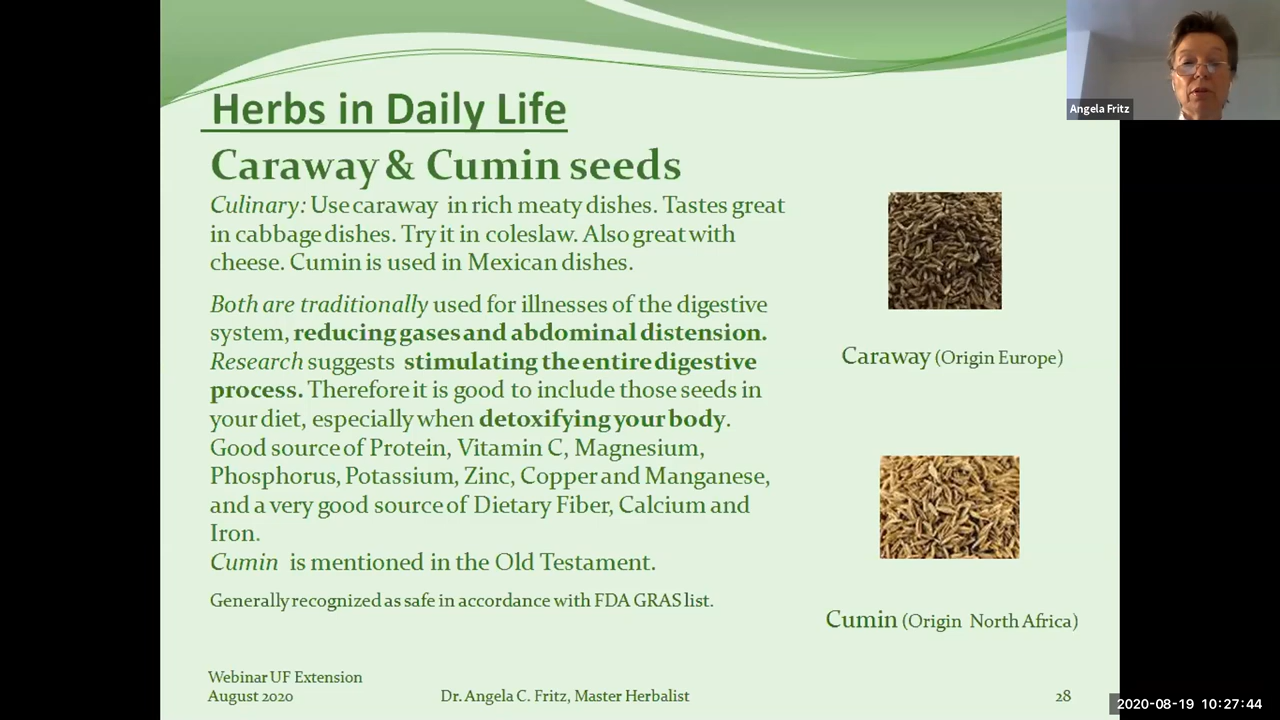 Herbs in Daily Life
Caraway & Cumin seeds
Culinary: Use caraway in rich meaty dishes. Tastes great
in cabbage dishes. Try it in coleslaw. Also great with
cheese. Cumin is used in Mexican dishes.
Both are traditionally used for illnesses of the digestive
system, reducing gases and abdominal distension.
Research suggests stimulating the entire digestive
process. Therefore it is good to include those seeds in
your diet, especially when detoxifying your body.
Good source of Protein, Vitamin C, Magnesium,
Phosphorus, Potassium, Zinc, Copper and Manganese,
and a very good source of Dietary Fiber, Calcium and
Iron.
Cumin is mentioned in the Old Testament.
Generally recognized as safe in accordance with FDA GRAS list.
Caraway (Origin Europe)
Cumin (Origin North Africa)
Webinar UF Extension
August 2020
Dr. Angela C. Fritz, Master Herbalist
28
Angela Fritz
2020-08-19 10:27:44